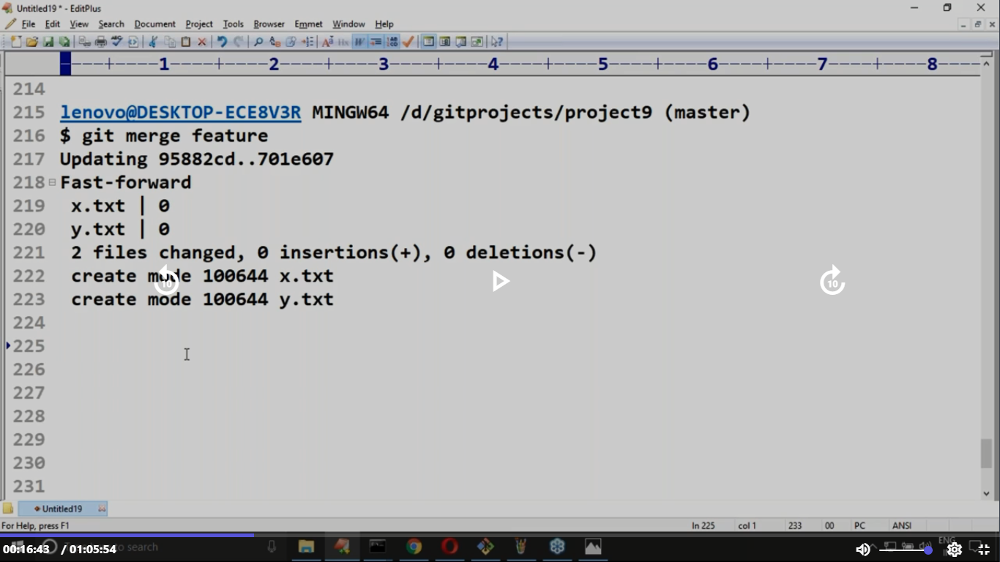 Untitled19 * - EditPlus
File Edit View Search Document Project Tools Browser Emmet Window Help
1 2 3 4 5 6 7 8
214
215 lenovo@DESKTOP-ECE8V3R MINGW64 /d/gitprojects/project9 (master)
216 $ git merge feature
217 Updating 95882cd..701e607
218 Fast-forward
219 x.txt | 0
220 y.txt | 0
221 2 files changed, 0 insertions(+), 0 deletions(-)
222 create mode 100644 x.txt
223 create mode 100644 y.txt
224
225
226
227
228
229
230
231
10 10
Untitled19
For Help, press F1 ln 225 col 1 233 00 PC ANSI
00:16:43 / 01:05:54 to search ENG